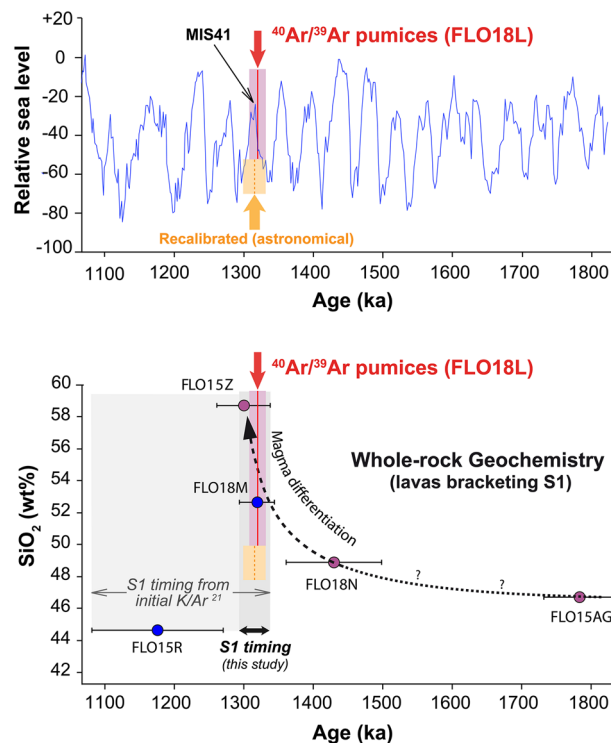 ⁴⁰Ar/³⁹Ar pumices (FLO18L)
MIS41
+20
0
-20
-40
-60
-80
-100
Relative sea level
Recalibrated (astronomical)
1100 1200 1300 1400 1500 1600 1700 1800
Age (ka)
⁴⁰Ar/³⁹Ar pumices (FLO18L)
60
58
56
54
52
50
48
46
44
42
SiO₂ (wt%)
FLO15Z
Magma differentiation
Whole-rock Geochemistry
(lavas bracketing S1)
FLO18M
FLO18N
? ?
FLO15AG
S1 timing from
initial K/Ar ²¹
FLO15R
S1 timing
(this study)
1100 1200 1300 1400 1500 1600 1700 1800
Age (ka)